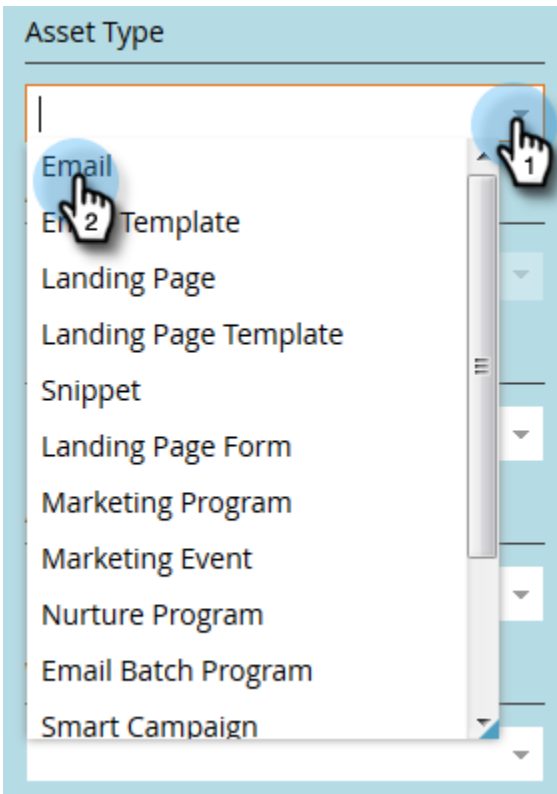 Asset Type
1
Email
2
Template
Landing Page
Landing Page Template
Snippet
Landing Page Form
Marketing Program
Marketing Event
Nurture Program
Email Batch Program
Smart Campaign